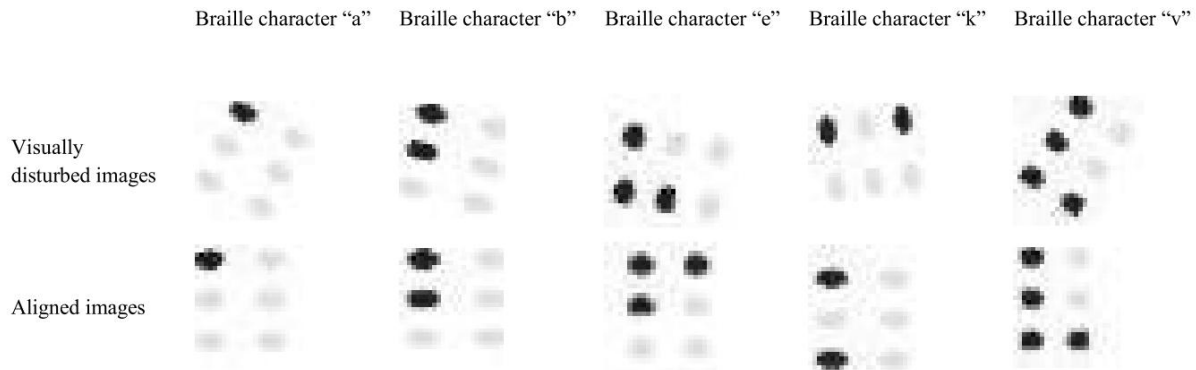 Braille character “a” Braille character “b” Braille character “e” Braille character “k” Braille character “v”
Visually
disturbed images
Aligned images